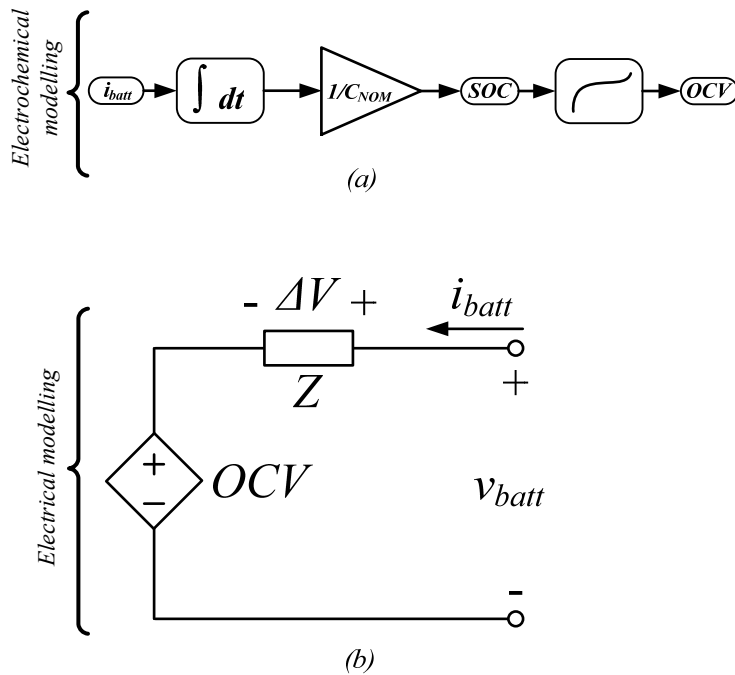 Electrochemical
modelling
i_batt
∫ dt
1/C_NOM
SOC
OCV
(a)
Electrical modelling
- ΔV +
i_batt
Z
+
+
−
OCV
v_batt
-
(b)